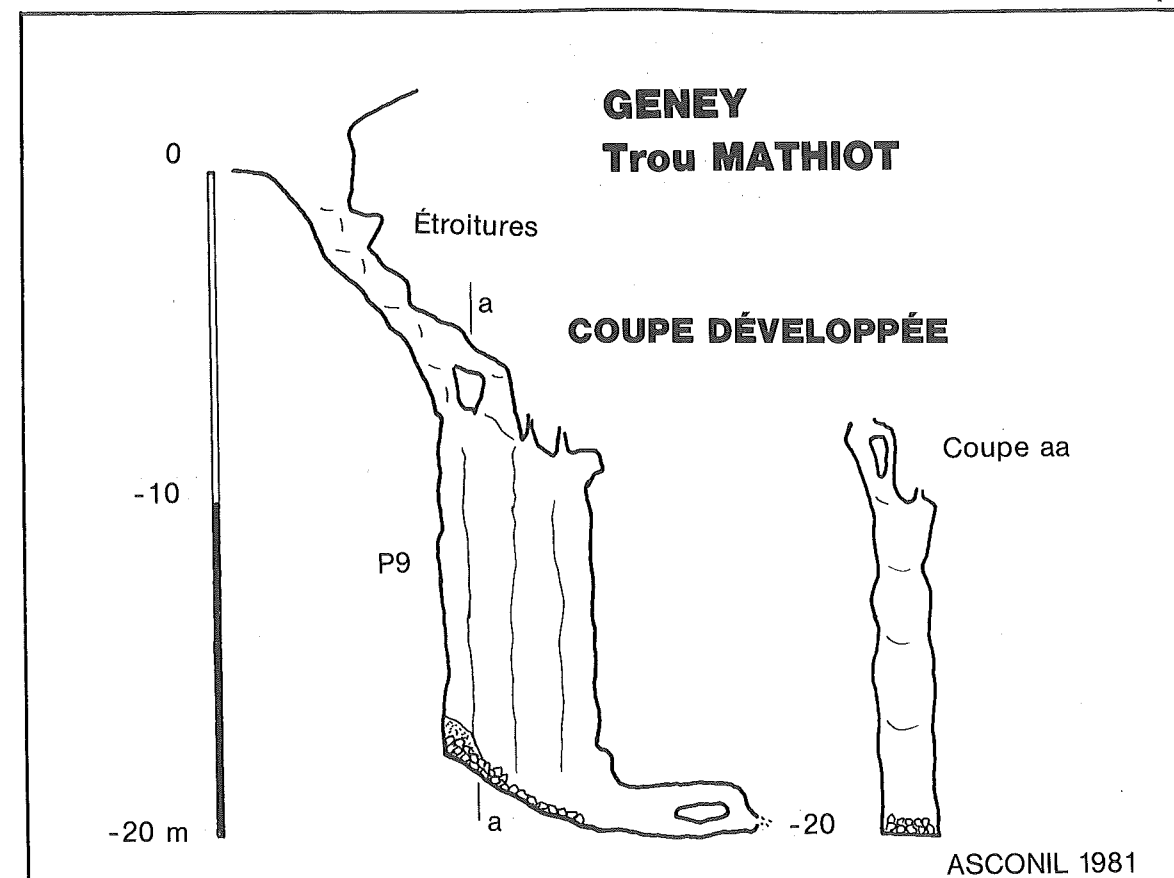 GENEY
Trou MATHIOT
0
Étroitures
a
COUPE DÉVELOPPÉE
Coupe aa
-10
P9
-20 m
a
-20
ASCONIL 1981